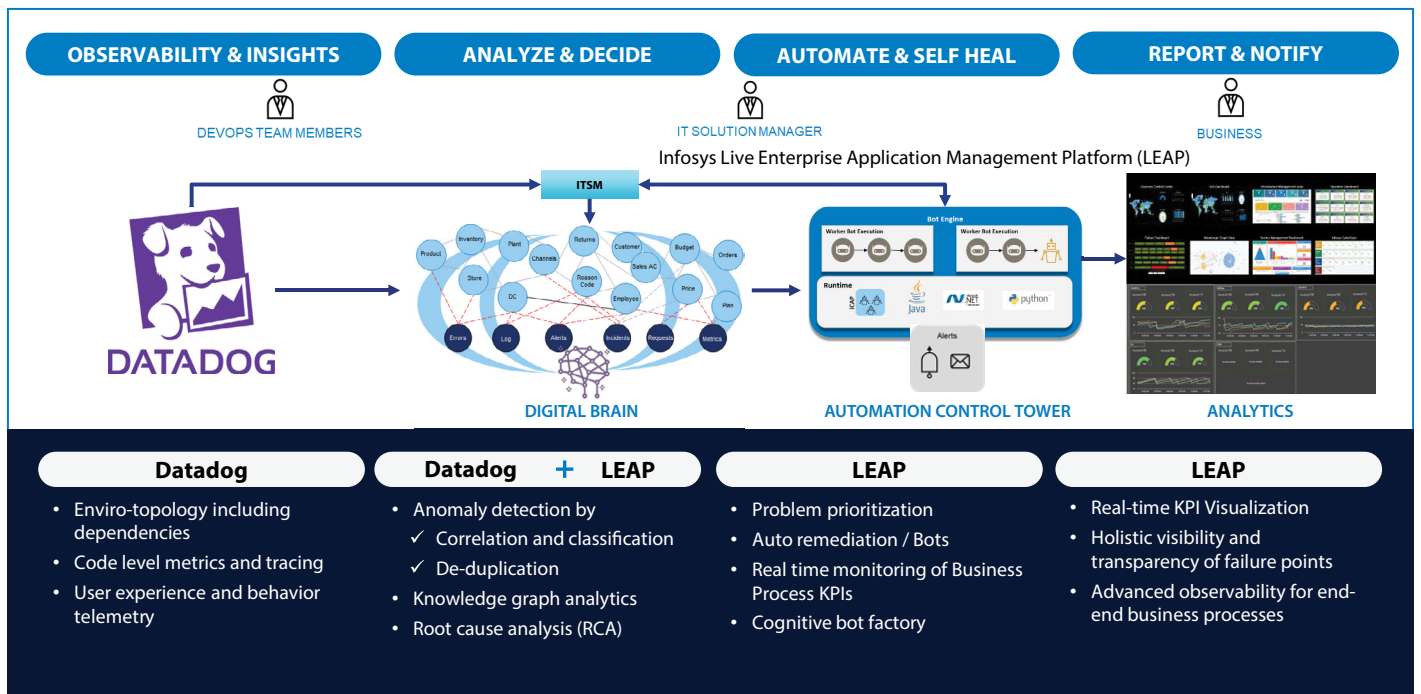 OBSERVABILITY & INSIGHTS
ANALYZE & DECIDE
AUTOMATE & SELF HEAL
REPORT & NOTIFY
DEVOPS TEAM MEMBERS
IT SOLUTION MANAGER
BUSINESS
Infosys Live Enterprise Application Management Platform (LEAP)
ITSM
DATADOG
Product
Inventory
Plant
Returns
Customer
Budget
Orders
Channels
Sales AC
Store
Reason
Code
DC
Employee
Price
Plan
Errors
Log
Alerts
Incidents
Requests
Metrics
DIGITAL BRAIN
Bot Engine
Worker Bot Execution
Worker Bot Execution
Runtime
iCAP
Java
.NET
python
Alerts
AUTOMATION CONTROL TOWER
ANALYTICS
Datadog
• Enviro-topology including
dependencies
• Code level metrics and tracing
• User experience and behavior
telemetry
Datadog + LEAP
• Anomaly detection by
✓ Correlation and classification
✓ De-duplication
• Knowledge graph analytics
• Root cause analysis (RCA)
LEAP
• Problem prioritization
• Auto remediation / Bots
• Real time monitoring of Business
Process KPIs
• Cognitive bot factory
LEAP
• Real-time KPI Visualization
• Holistic visibility and
transparency of failure points
• Advanced observability for end-
end business processes